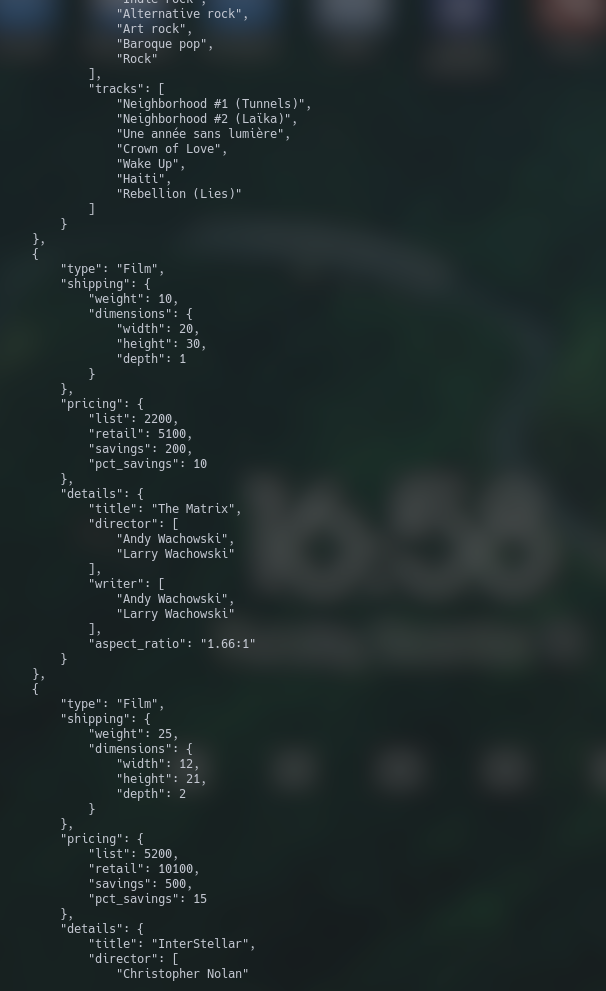 "Indie rock",
"Alternative rock",
"Art rock",
"Baroque pop",
"Rock"
],
"tracks": [
"Neighborhood #1 (Tunnels)",
"Neighborhood #2 (Laïka)",
"Une année sans lumière",
"Crown of Love",
"Wake Up",
"Haiti",
"Rebellion (Lies)"
]
}
},
{
"type": "Film",
"shipping": {
"weight": 10,
"dimensions": {
"width": 20,
"height": 30,
"depth": 1
}
},
"pricing": {
"list": 2200,
"retail": 5100,
"savings": 200,
"pct_savings": 10
},
"details": {
"title": "The Matrix",
"director": [
"Andy Wachowski",
"Larry Wachowski"
],
"writer": [
"Andy Wachowski",
"Larry Wachowski"
],
"aspect_ratio": "1.66:1"
}
},
{
"type": "Film",
"shipping": {
"weight": 25,
"dimensions": {
"width": 12,
"height": 21,
"depth": 2
}
},
"pricing": {
"list": 5200,
"retail": 10100,
"savings": 500,
"pct_savings": 15
},
"details": {
"title": "InterStellar",
"director": [
"Christopher Nolan"
16:58